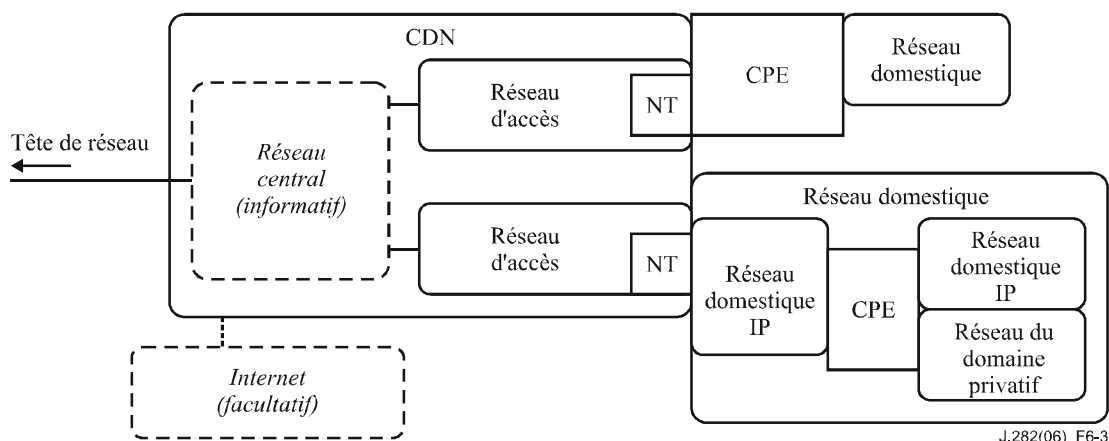 CDN
Tête de réseau
Réseau
central
(informatif)
Réseau
d'accès
NT
CPE
Réseau
domestique
Réseau
d'accès
NT
Réseau domestique
Réseau
domestique
IP
CPE
Réseau
domestique
IP
Réseau du
domaine
privatif
Internet
(facultatif)
J.282(06)_F6-3